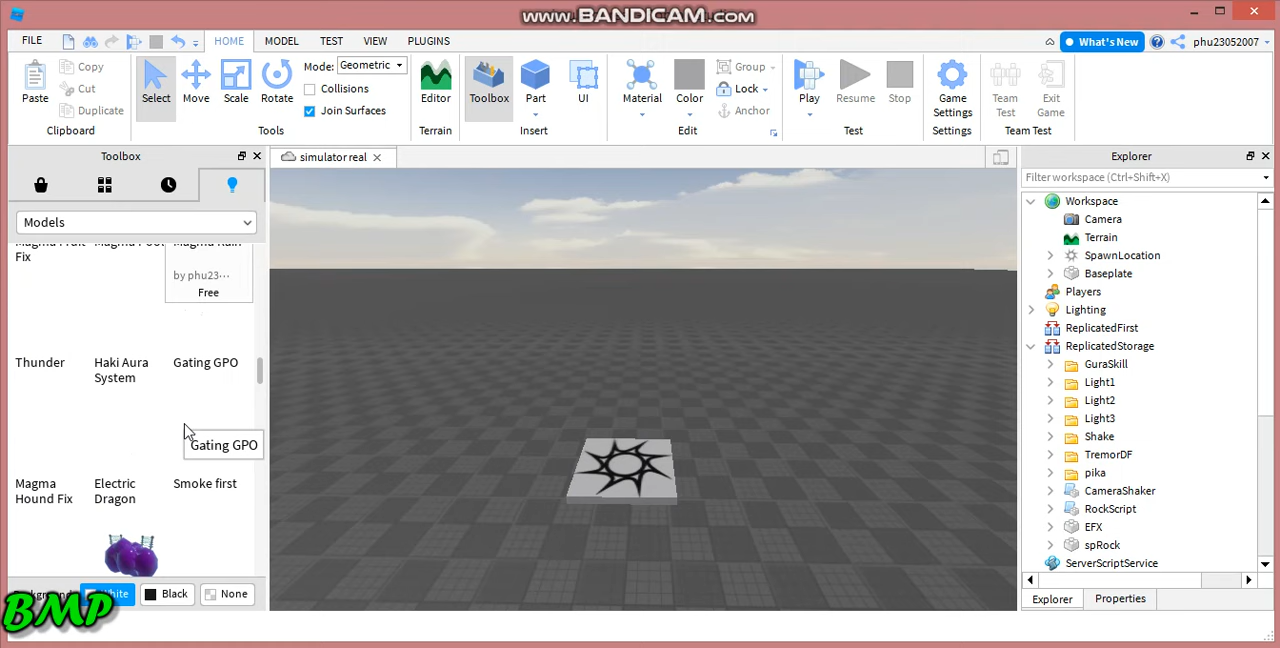 www.BANDICAM.com
FILE HOME MODEL TEST VIEW PLUGINS What's New phu23052007
Paste Copy Cut Duplicate Select Move Scale Rotate Mode: Geometric Collisions Join Surfaces Editor Toolbox Part UI Material Color Group Lock Anchor Play Resume Stop Game Settings Team Test Exit Game
Clipboard Tools Terrain Insert Edit Test Settings Team Test
Toolbox
simulator real
Explorer
Filter workspace (Ctrl+Shift+X)
Models
Fix
by phu23...
Free
Thunder Haki Aura System Gating GPO
Gating GPO
Magma Hound Fix Electric Dragon Smoke first
White Black None
BMP
Workspace
Camera
Terrain
SpawnLocation
Baseplate
Players
Lighting
ReplicatedFirst
ReplicatedStorage
GuraSkill
Light1
Light2
Light3
Shake
TremorDF
pika
CameraShaker
RockScript
EFX
spRock
ServerScriptService
Explorer Properties